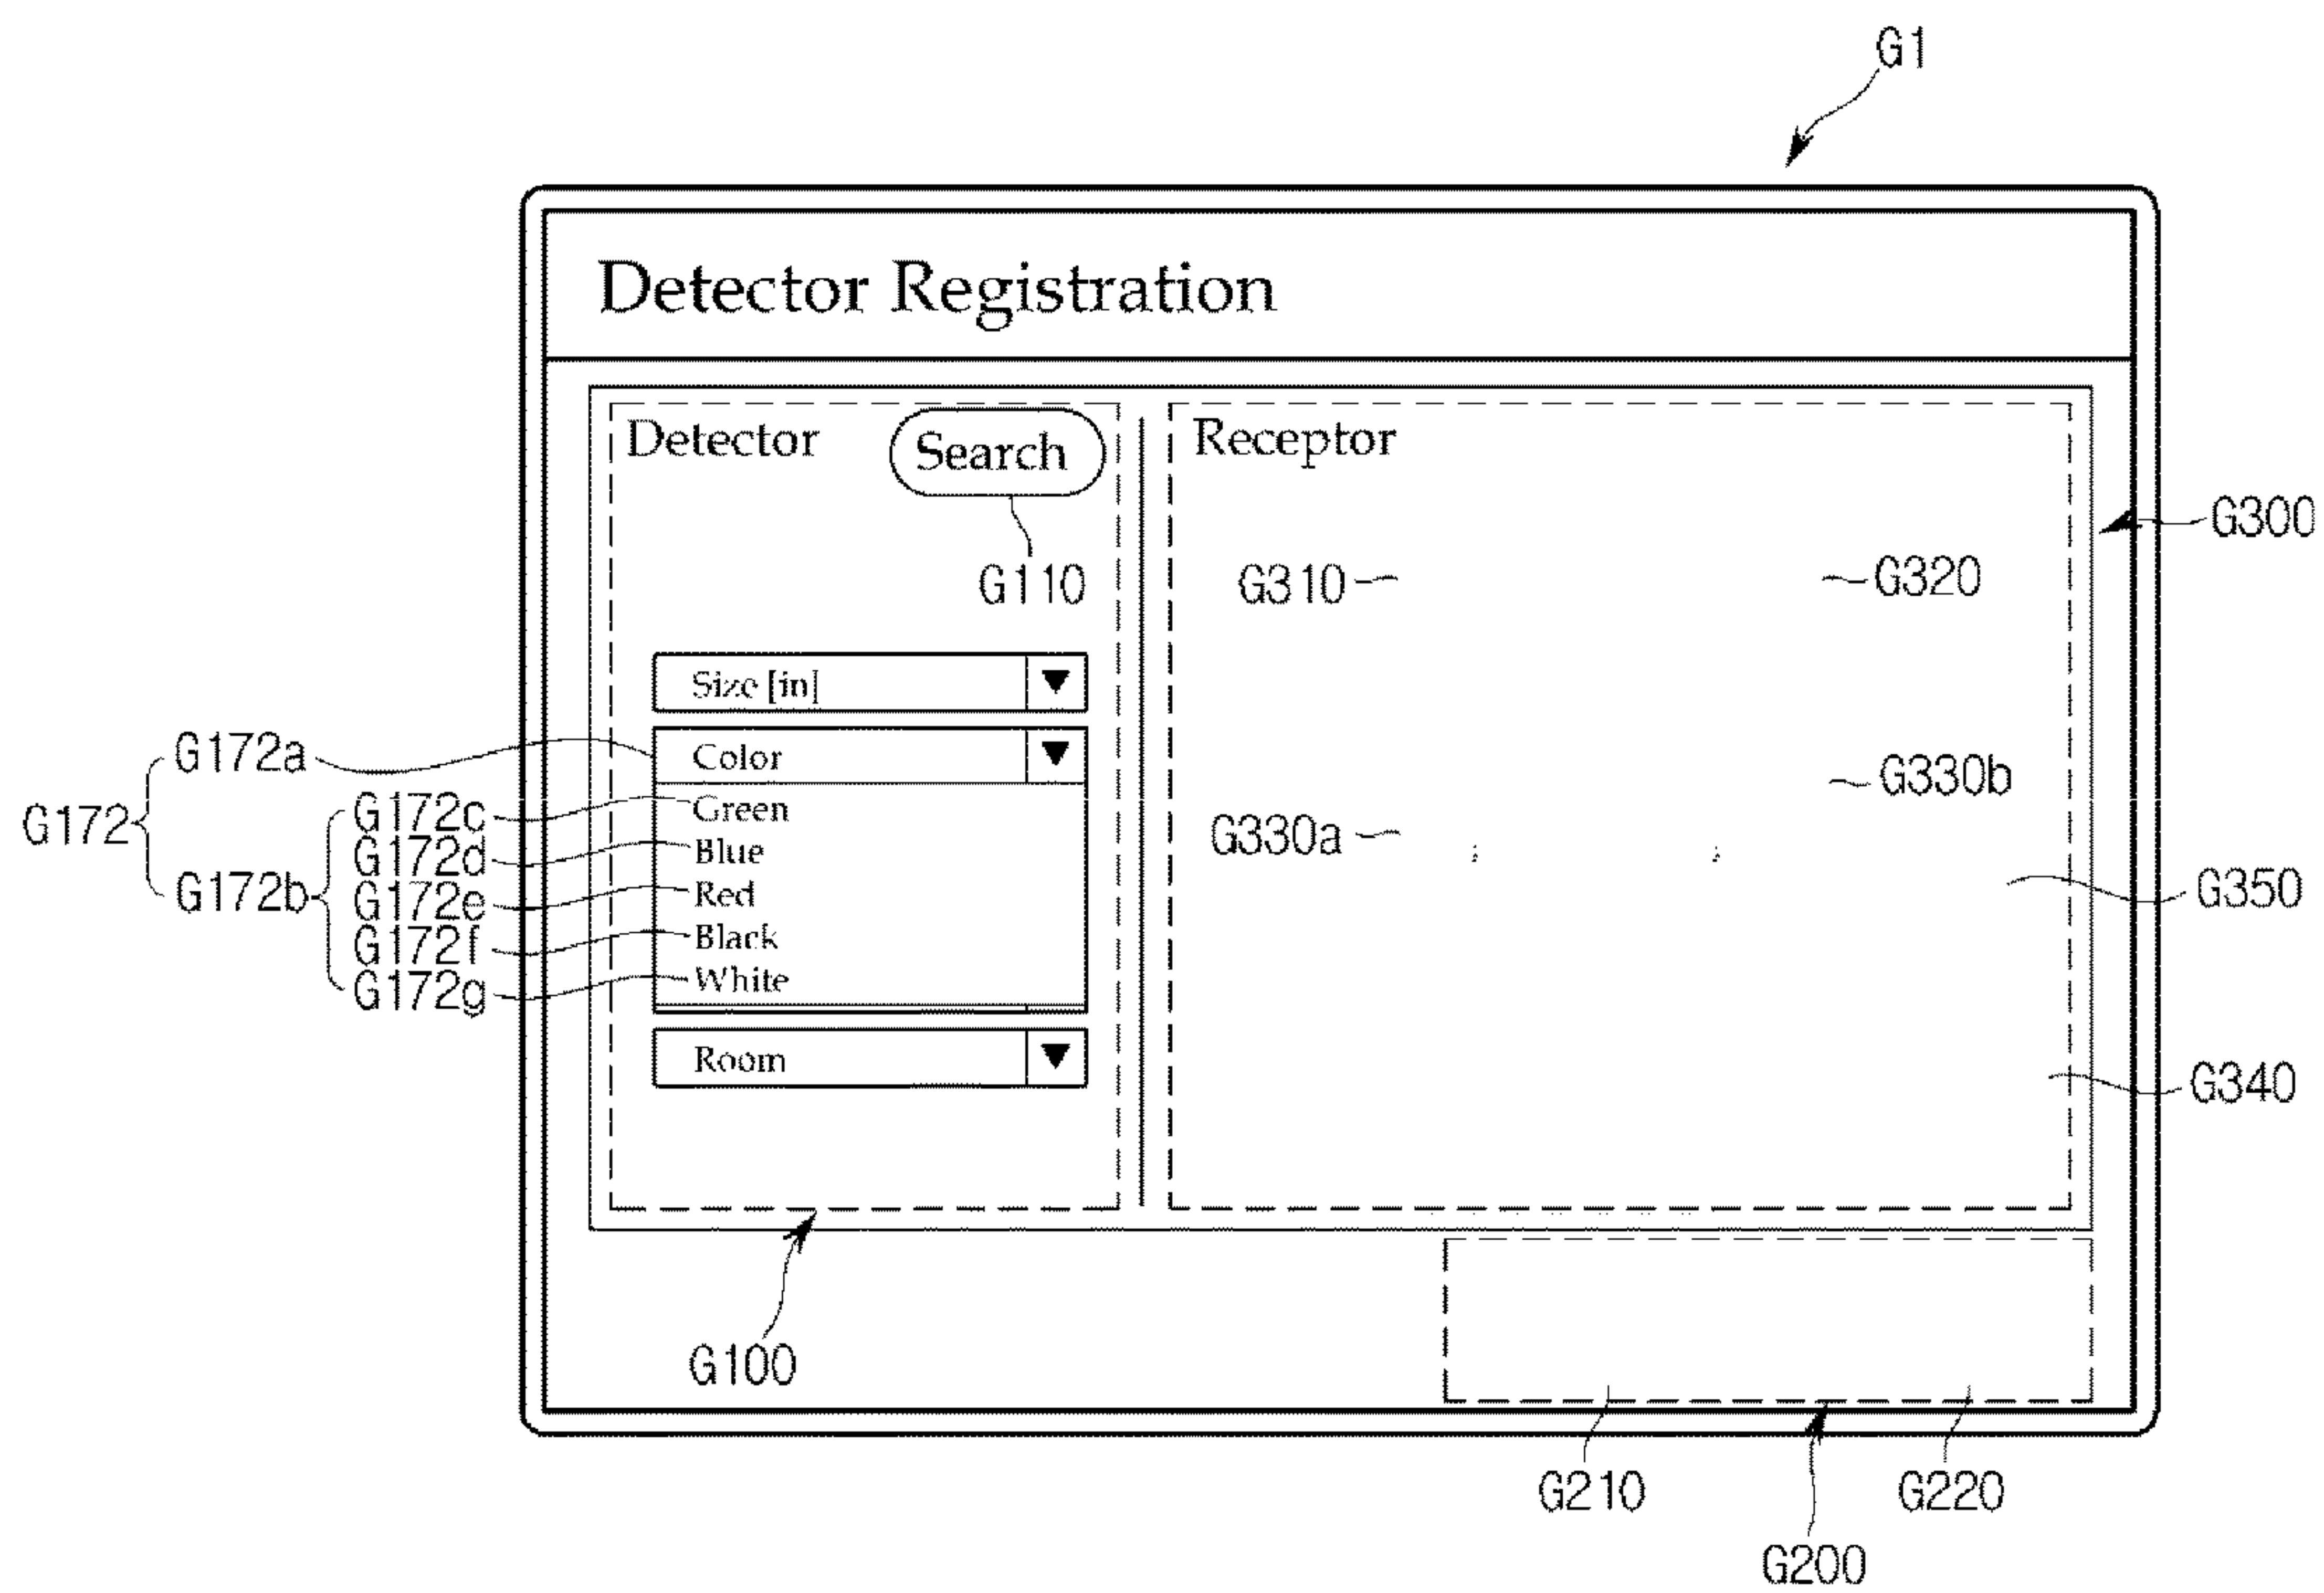 G1
Detector Registration
Detector Search Receptor
G300
G110 G310 G320
Size [in]
G172a Color
G330b
G172 G172c Green
G330a
G172d Blue
G172b G172e Red G350
G172f Black
G172g White
Room G340
G100
G210 G220
G200